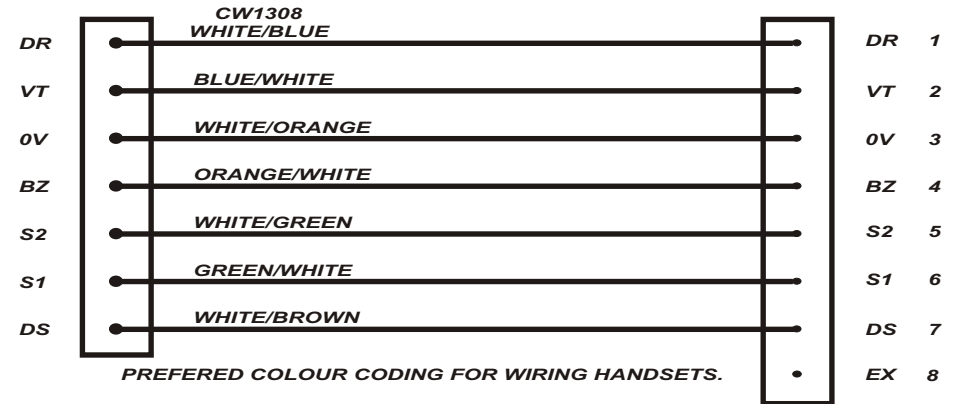 CW1308
DR WHITE/BLUE DR 1
VT BLUE/WHITE VT 2
0V WHITE/ORANGE 0V 3
BZ ORANGE/WHITE BZ 4
S2 WHITE/GREEN S2 5
S1 GREEN/WHITE S1 6
DS WHITE/BROWN DS 7
PREFERED COLOUR CODING FOR WIRING HANDSETS. EX 8